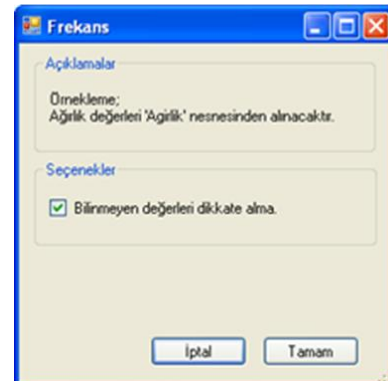 Frekans
Açıklamalar
Örnekleme;
Ağırlık değerleri 'Agirlik' nesnesinden alınacaktır.
Seçenekler
Bilinmeyen değerleri dikkate alma.
İptal
Tamam